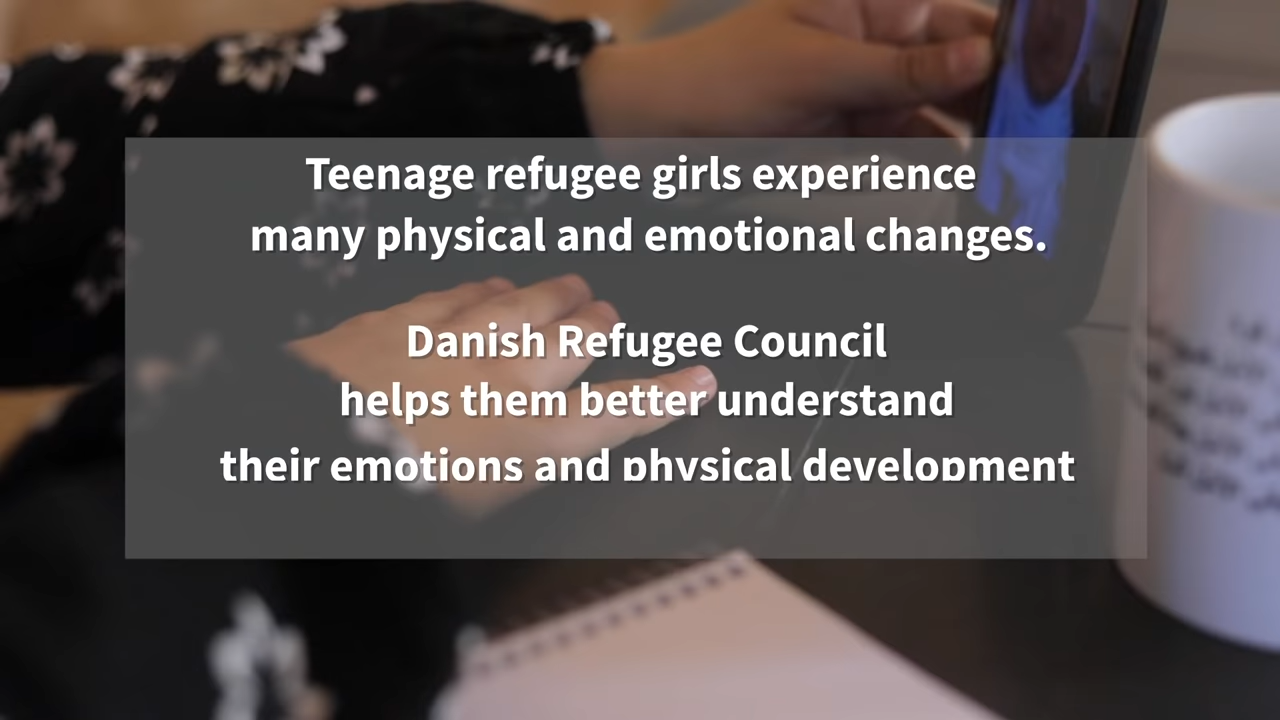 Teenage refugee girls experience
many physical and emotional changes.
Danish Refugee Council
helps them better understand
their emotions and physical development